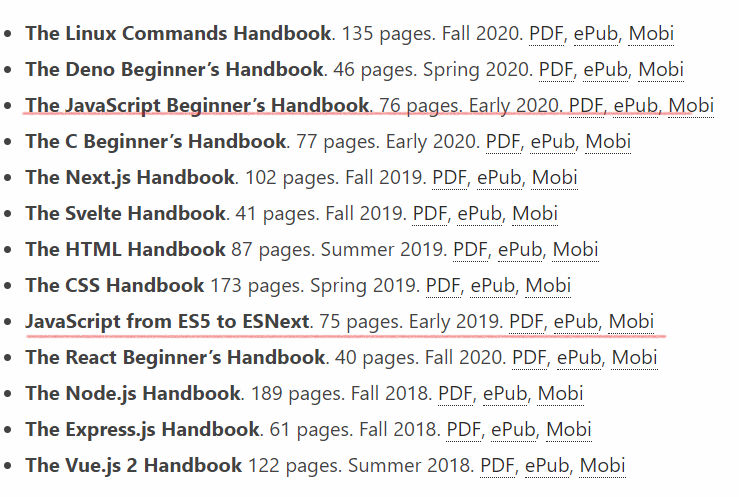 The Linux Commands Handbook. 135 pages. Fall 2020. PDF, ePub, Mobi
The Deno Beginner’s Handbook. 46 pages. Spring 2020. PDF, ePub, Mobi
The JavaScript Beginner’s Handbook. 76 pages. Early 2020. PDF, ePub, Mobi
The C Beginner’s Handbook. 77 pages. Early 2020. PDF, ePub, Mobi
The Next.js Handbook. 102 pages. Fall 2019. PDF, ePub, Mobi
The Svelte Handbook. 41 pages. Fall 2019. PDF, ePub, Mobi
The HTML Handbook 87 pages. Summer 2019. PDF, ePub, Mobi
The CSS Handbook 173 pages. Spring 2019. PDF, ePub, Mobi
JavaScript from ES5 to ESNext. 75 pages. Early 2019. PDF, ePub, Mobi
The React Beginner’s Handbook. 40 pages. Fall 2020. PDF, ePub, Mobi
The Node.js Handbook. 189 pages. Fall 2018. PDF, ePub, Mobi
The Express.js Handbook. 61 pages. Fall 2018. PDF, ePub, Mobi
The Vue.js 2 Handbook 122 pages. Summer 2018. PDF, ePub, Mobi